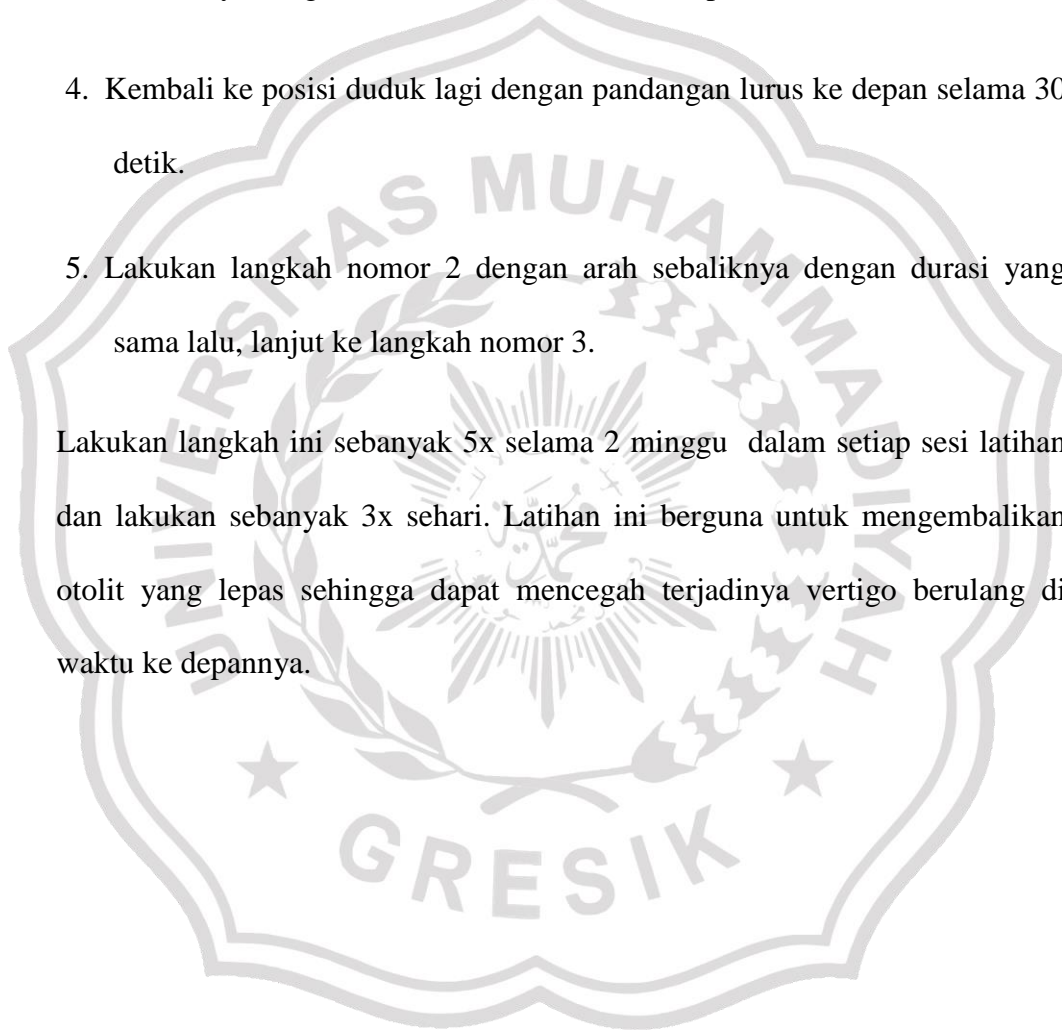 4. Kembali ke posisi duduk lagi dengan pandangan lurus ke depan selama 30
detik.
5. Lakukan langkah nomor 2 dengan arah sebaliknya dengan durasi yang
sama lalu, lanjut ke langkah nomor 3.
Lakukan langkah ini sebanyak 5x selama 2 minggu dalam setiap sesi latihan
dan lakukan sebanyak 3x sehari. Latihan ini berguna untuk mengembalikan
otolit yang lepas sehingga dapat mencegah terjadinya vertigo berulang di
waktu ke depannya.
UNIVERSITAS MUHAMMADIYAH
GRESIK